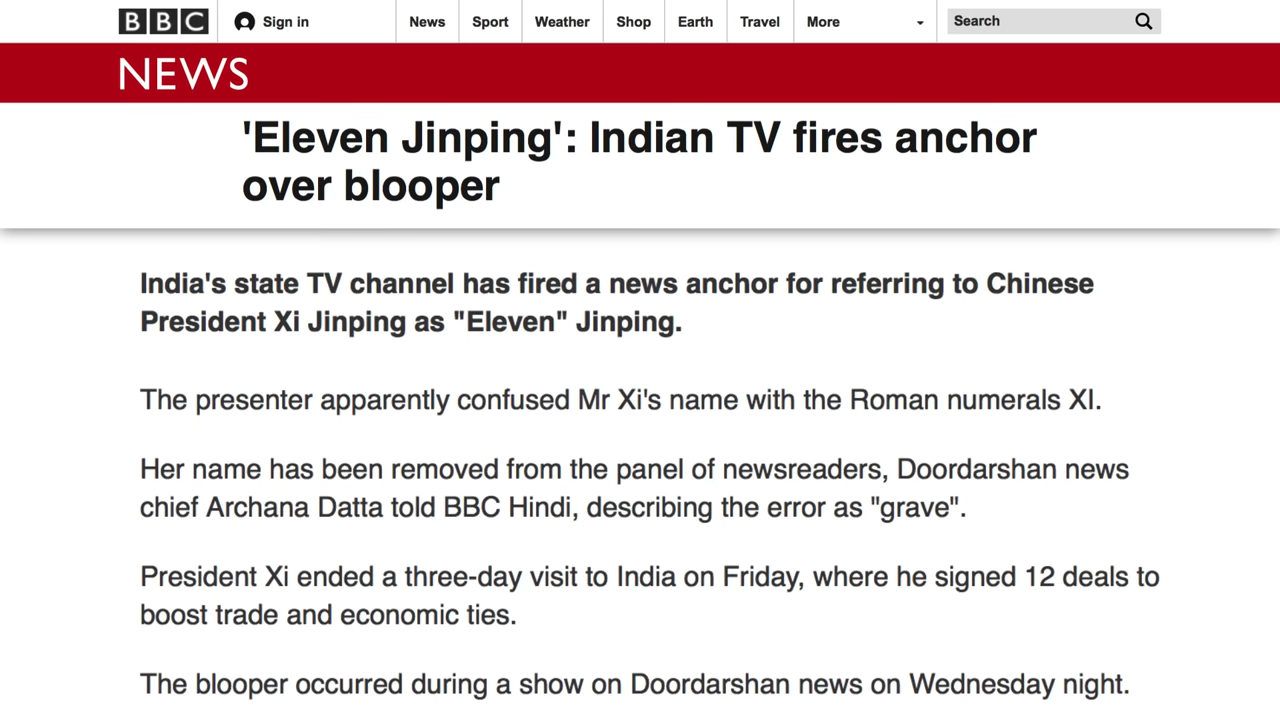 BBC Sign in News Sport Weather Shop Earth Travel More Search
NEWS
'Eleven Jinping': Indian TV fires anchor
over blooper
India's state TV channel has fired a news anchor for referring to Chinese
President Xi Jinping as "Eleven" Jinping.
The presenter apparently confused Mr Xi's name with the Roman numerals XI.
Her name has been removed from the panel of newsreaders, Doordarshan news
chief Archana Datta told BBC Hindi, describing the error as "grave".
President Xi ended a three-day visit to India on Friday, where he signed 12 deals to
boost trade and economic ties.
The blooper occurred during a show on Doordarshan news on Wednesday night.